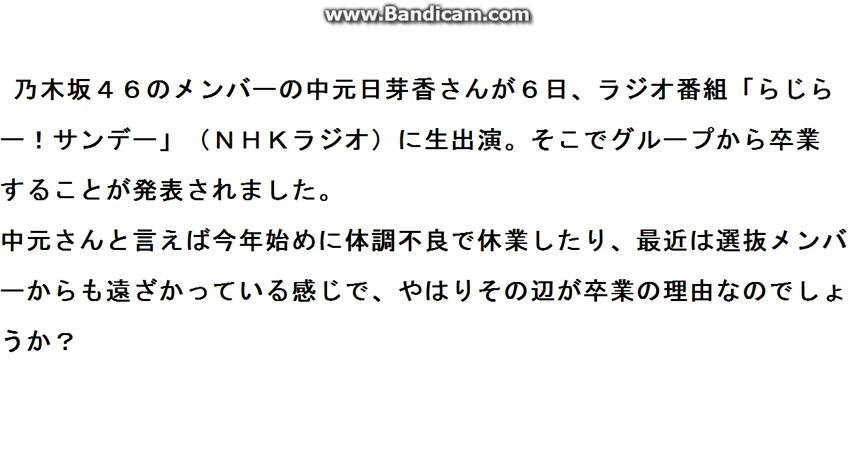 www.Bandicam.com
乃木坂４６のメンバーの中元日芽香さんが６日、ラジオ番組「らじら
ー！サンデー」（ＮＨＫラジオ）に生出演。そこでグループから卒業
することが発表されました。
中元さんと言えば今年始めに体調不良で休業したり、最近は選抜メンバ
ーからも遠ざかっている感じで、やはりその辺が卒業の理由なのでしょ
うか？